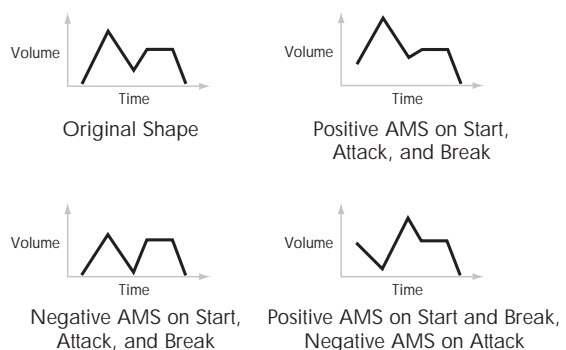 Volume
Time
Original Shape
Volume
Time
Positive AMS on Start,
Attack, and Break
Volume
Time
Negative AMS on Start,
Attack, and Break
Volume
Time
Positive AMS on Start and Break,
Negative AMS on Attack